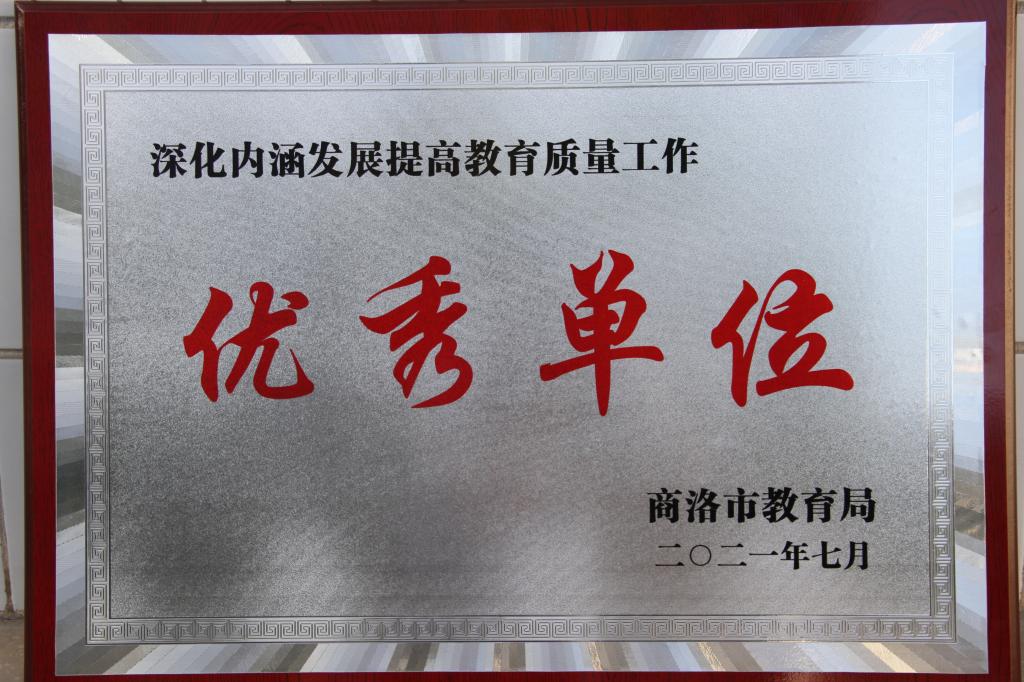 深化内涵发展提高教育质量工作
优秀单位
商洛市教育局
二〇二一年七月